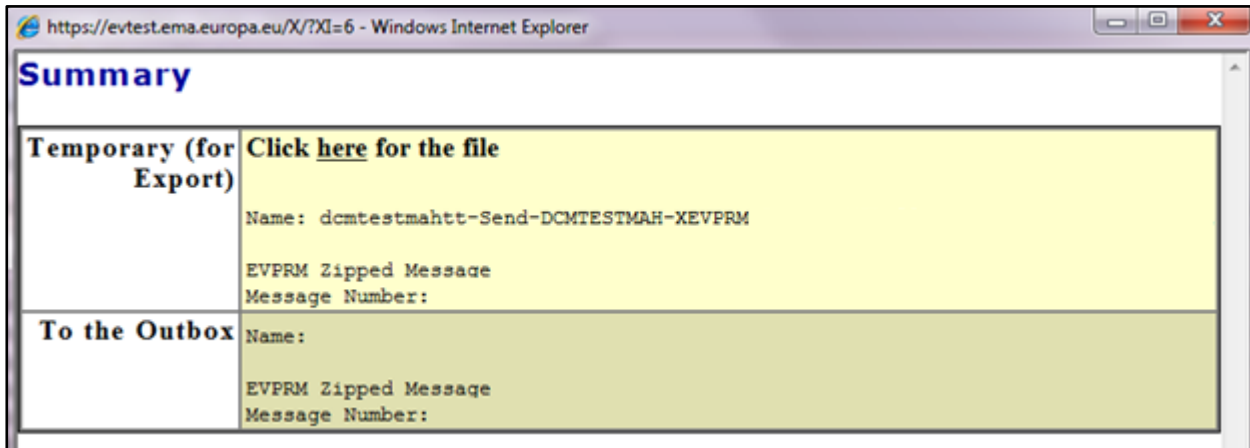 https://evtest.ema.europa.eu/X/?XI=6 - Windows Internet Explorer
Summary
Temporary (for
Export)
Click here for the file
Name: dcmtestmahtt-Send-DCMTESTMAH-XEVPRM
EVPRM Zipped Message
Message Number:
To the Outbox
Name:
EVPRM Zipped Message
Message Number: